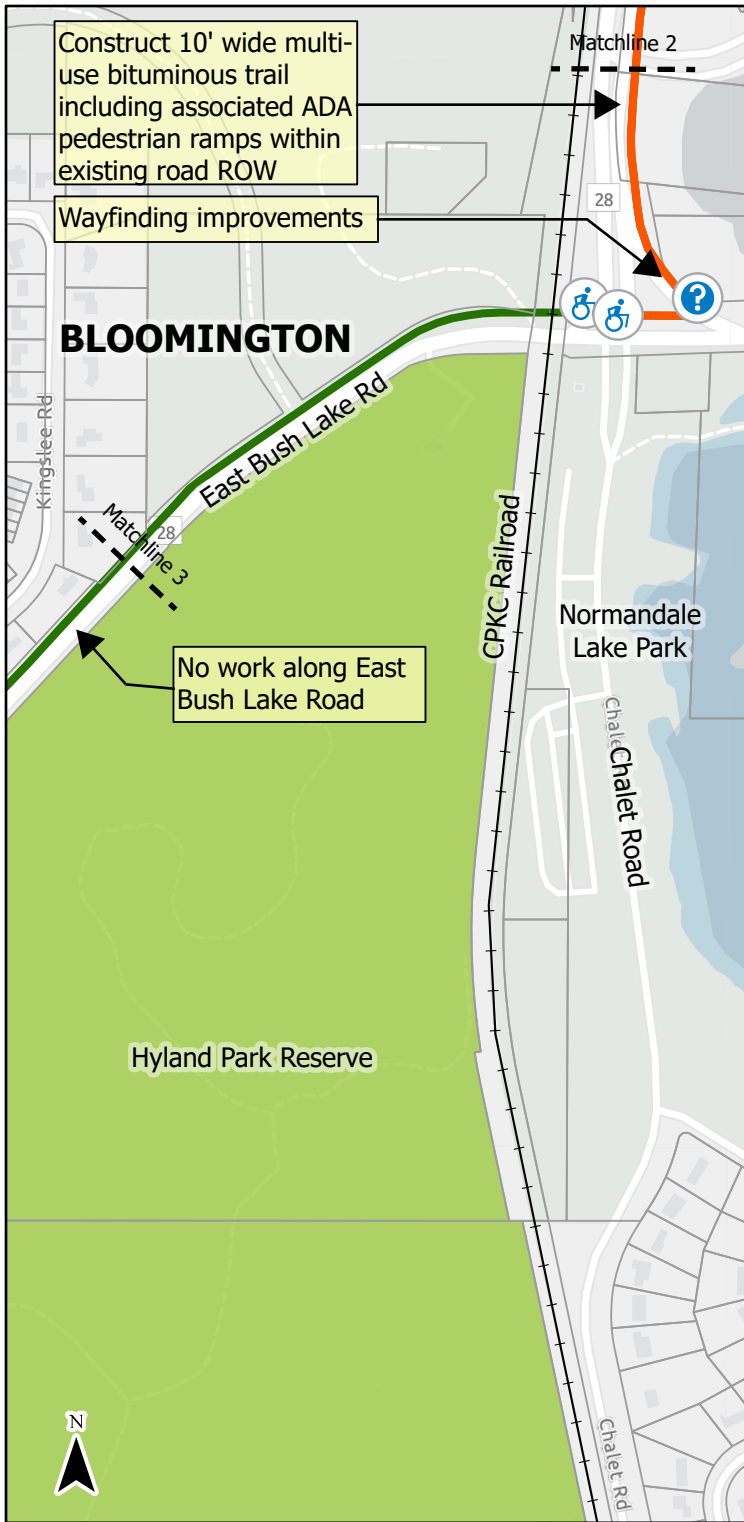 Construct 10' wide multi-
use bituminous trail
including associated ADA
pedestrian ramps within
existing road ROW
Matchline 2
28
Wayfinding improvements
?
BLOOMINGTON
East Bush Lake Rd
Kingslee Rd
Matchline 3
28
CPKC Railroad
Normandale
Lake Park
No work along East
Bush Lake Road
Chalet
Chalet Road
Hyland Park Reserve
N
Chalet Rd